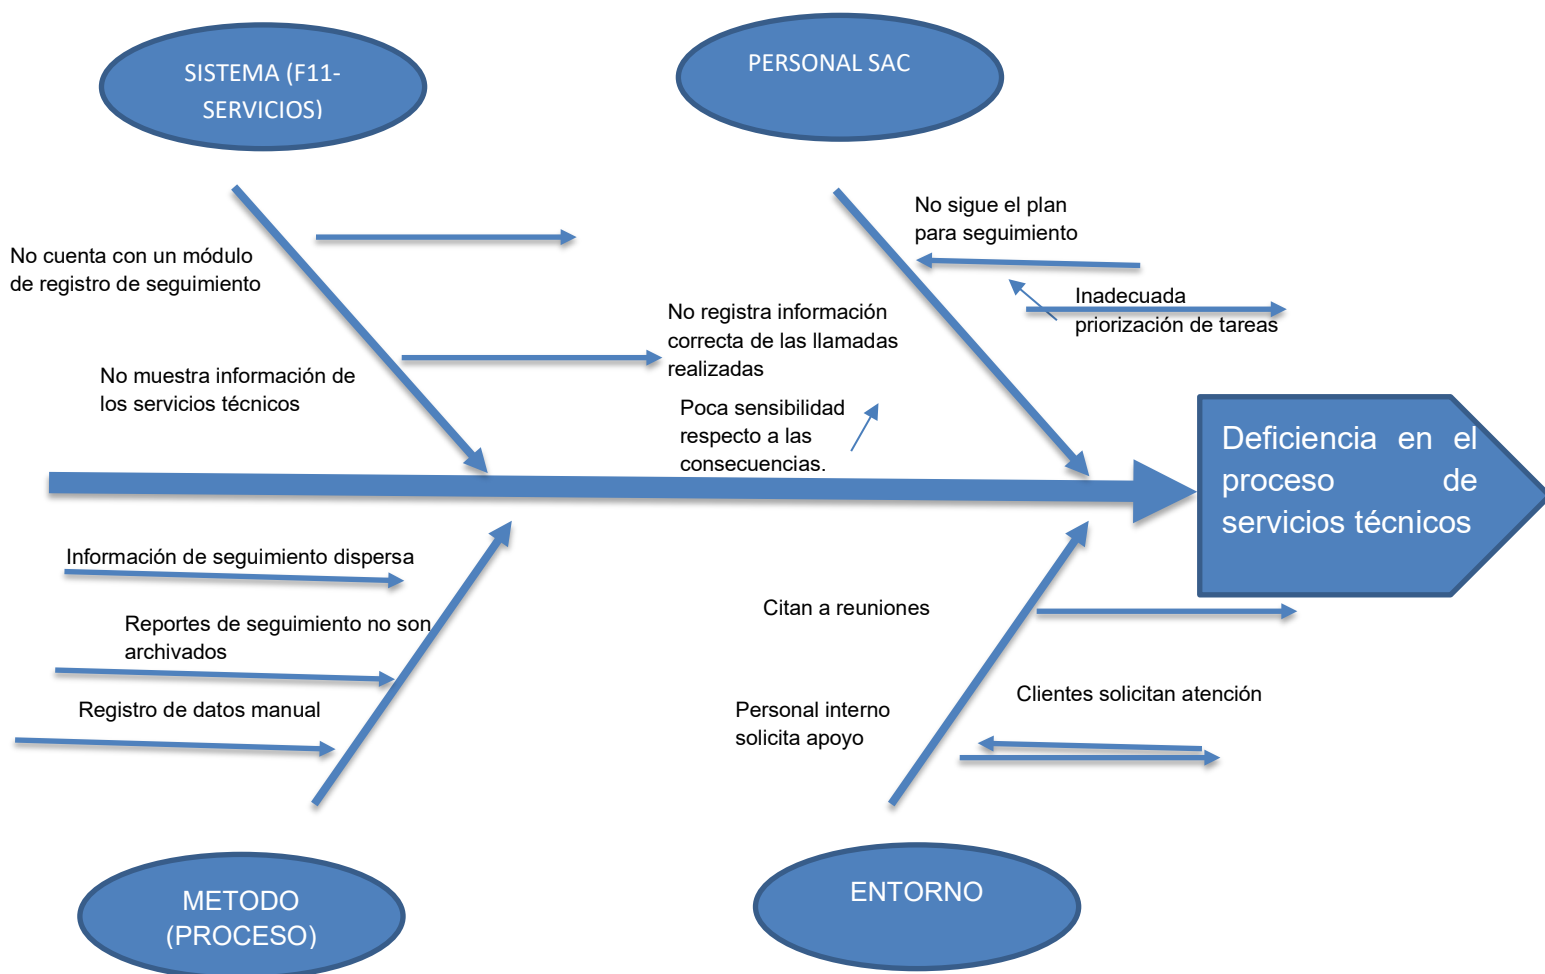 SISTEMA (F11-
SERVICIOS)
PERSONAL SAC
No sigue el plan
para seguimiento
No cuenta con un módulo
de registro de seguimiento
Inadecuada
priorización de tareas
No registra información
correcta de las llamadas
realizadas
No muestra información de
los servicios técnicos
Poca sensibilidad
respecto a las
consecuencias.
Deficiencia en el
proceso de
servicios técnicos
Información de seguimiento dispersa
Reportes de seguimiento no son
archivados
Registro de datos manual
Citan a reuniones
Clientes solicitan atención
Personal interno
solicita apoyo
METODO
(PROCESO)
ENTORNO